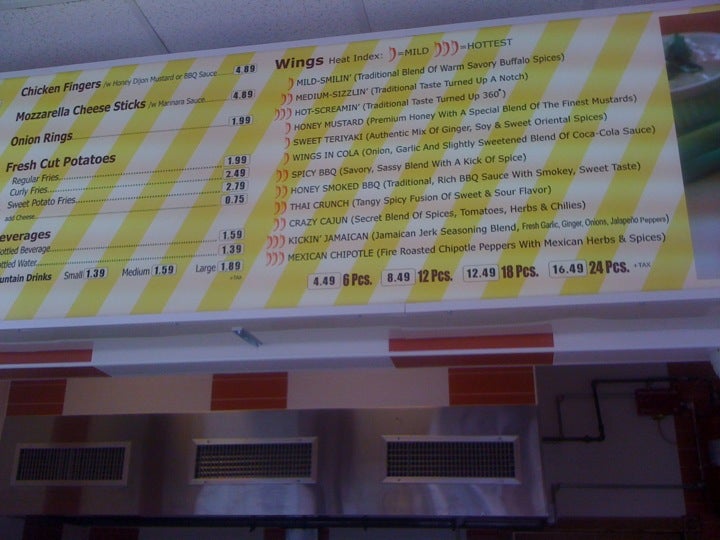 Chicken Fingers /w Honey Dijon Mustard or BBQ Sauce 4.89
Mozzarella Cheese Sticks /w Marinara Sauce 4.89
Onion Rings 1.99
Fresh Cut Potatoes
Regular Fries 1.99
Curly Fries 2.49
Sweet Potato Fries 2.79
add Cheese 0.75
everages
ottled Beverage 1.59
ottled Water 1.39
untain Drinks Small 1.39 Medium 1.59 Large 1.89
+TAX
Wings Heat Index: =MILD =HOTTEST
MILD-SMILIN' (Traditional Blend Of Warm Savory Buffalo Spices)
MEDIUM-SIZZLIN' (Traditional Taste Turned Up A Notch)
HOT-SCREAMIN' (Traditional Taste Turned Up 360°)
HONEY MUSTARD (Premium Honey With A Special Blend Of The Finest Mustards)
SWEET TERIYAKI (Authentic Mix Of Ginger, Soy & Sweet Oriental Spices)
WINGS IN COLA (Onion, Garlic And Slightly Sweetened Blend Of Coca-Cola Sauce)
SPICY BBQ (Savory, Sassy Blend With A Kick Of Spice)
HONEY SMOKED BBQ (Traditional, Rich BBQ Sauce With Smokey, Sweet Taste)
THAI CRUNCH (Tangy Spicy Fusion Of Sweet & Sour Flavor)
CRAZY CAJUN (Secret Blend Of Spices, Tomatoes, Herbs & Chilies)
KICKIN' JAMAICAN (Jamaican Jerk Seasoning Blend, Fresh Garlic, Ginger, Onions, Jalapeño Peppers)
MEXICAN CHIPOTLE (Fire Roasted Chipotle Peppers With Mexican Herbs & Spices)
4.49 6 Pcs. 8.49 12 Pcs. 12.49 18 Pcs. 16.49 24 Pcs. +TAX